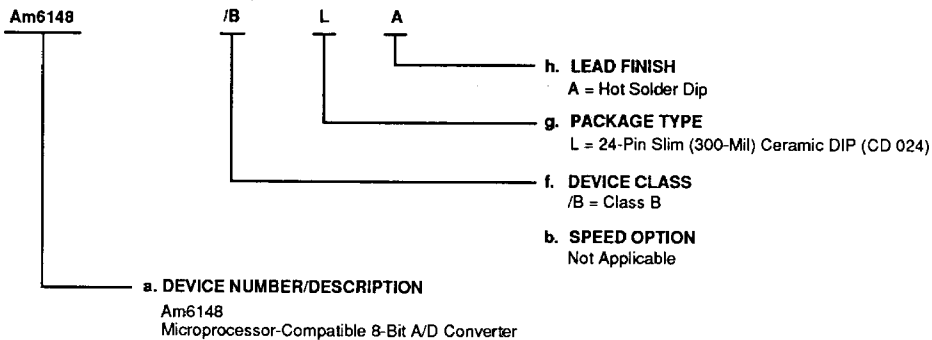 Am6148 /B L A
h. LEAD FINISH
A = Hot Solder Dip
g. PACKAGE TYPE
L = 24-Pin Slim (300-Mil) Ceramic DIP (CD 024)
f. DEVICE CLASS
/B = Class B
b. SPEED OPTION
Not Applicable
a. DEVICE NUMBER/DESCRIPTION
Am6148
Microprocessor-Compatible 8-Bit A/D Converter